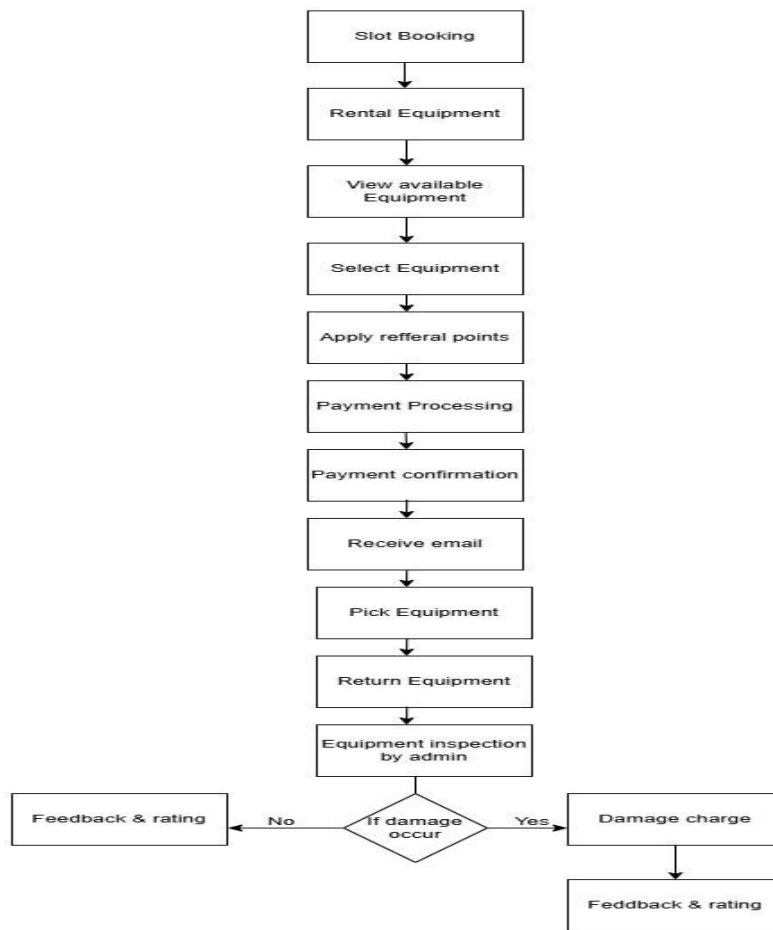 Slot Booking
Rental Equipment
View available
Equipment
Select Equipment
Apply refferal points
Payment Processing
Payment confirmation
Receive email
Pick Equipment
Return Equipment
Equipment inspection
by admin
Feedback & rating
No
If damage
occur
Yes
Damage charge
Feddback & rating